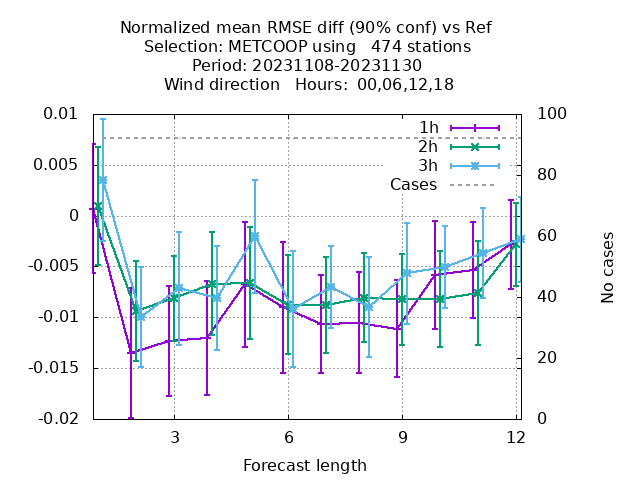 Normalized mean RMSE diff (90% conf) vs Ref
Selection: METCOOP using   474 stations
Period: 20231108-20231130
Wind direction   Hours:  00,06,12,18
0.01
0.005
0
-0.005
-0.01
-0.015
-0.02
100
80
60
40
20
0
1h
2h
3h
Cases
No cases
3
6
9
12
Forecast length